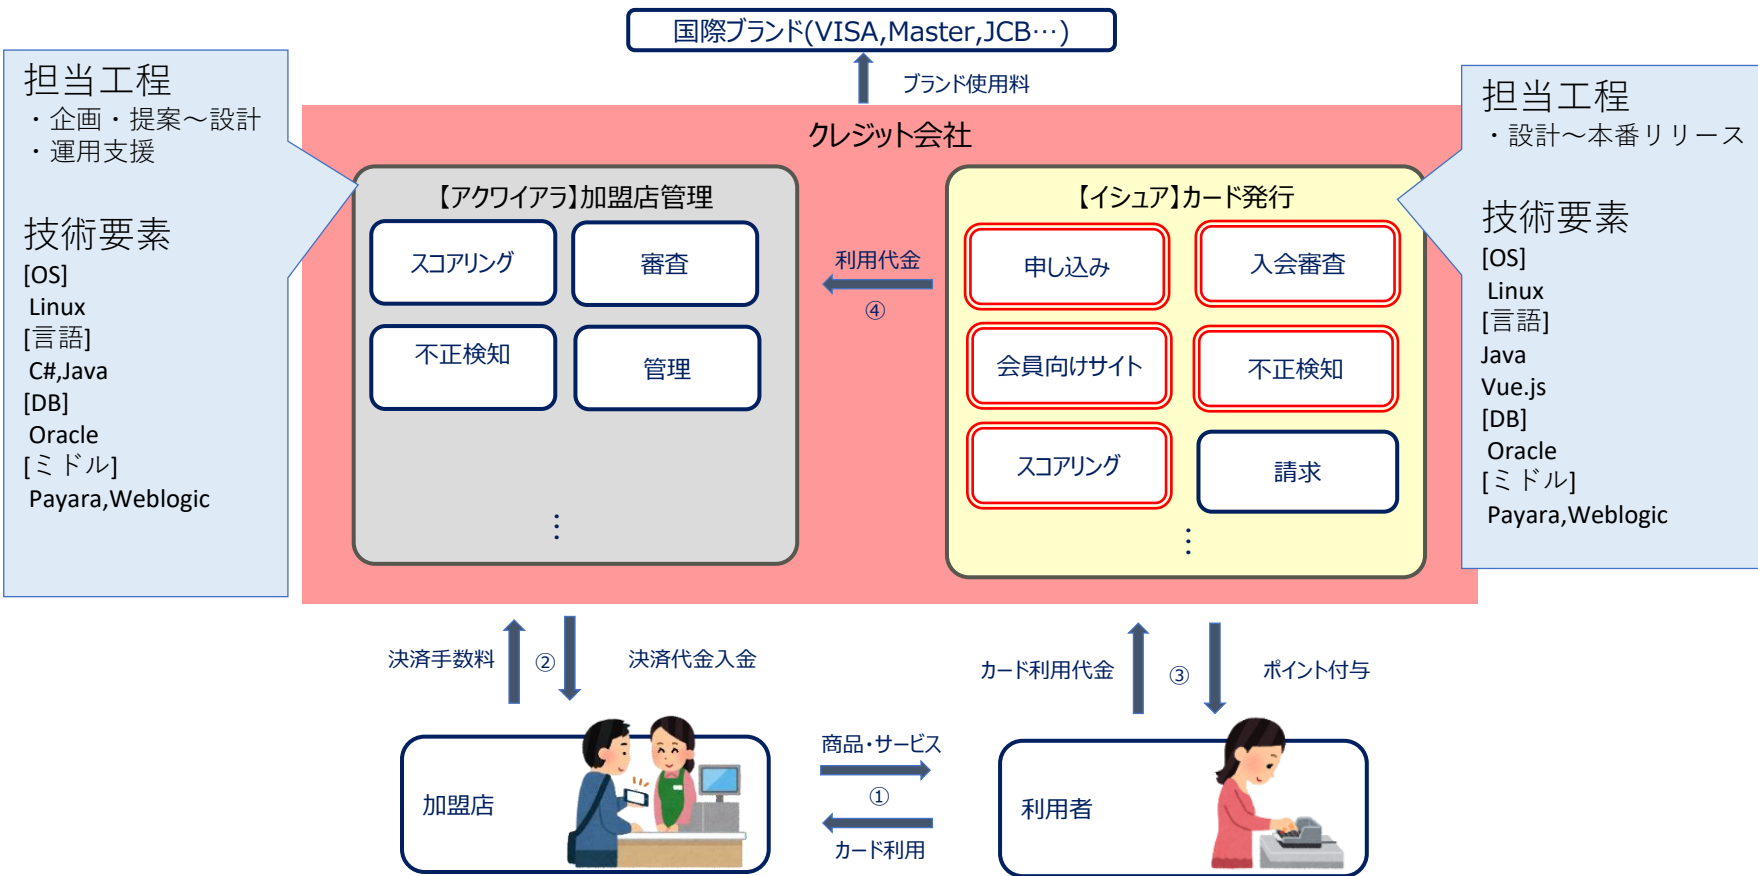 国際ブランド(VISA,Master,JCB…)
ブランド使用料
担当工程
・企画・提案～設計
・運用支援
技術要素
[OS]
Linux
[言語]
C#,Java
[DB]
Oracle
[ミドル]
Payara,Weblogic
クレジット会社
【アクワイアラ】加盟店管理
スコアリング
審査
不正検知
管理
⋮
利用代金
④
【イシュア】カード発行
申し込み
入会審査
会員向けサイト
不正検知
スコアリング
請求
⋮
担当工程
・設計～本番リリース
技術要素
[OS]
Linux
[言語]
Java
Vue.js
[DB]
Oracle
[ミドル]
Payara,Weblogic
決済手数料
②
決済代金入金
カード利用代金
③
ポイント付与
加盟店
商品・サービス
①
カード利用
利用者